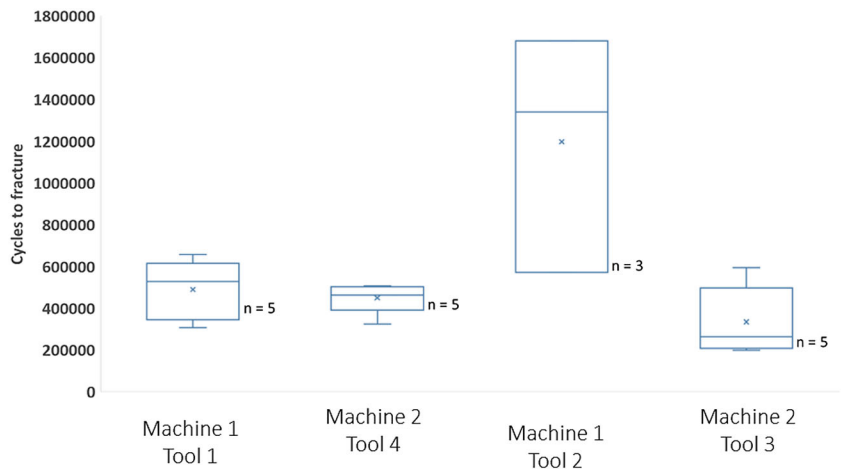 1800000
1600000
1400000
1200000
1000000
800000
600000
400000
200000
0
Cycles to fracture
n = 5
n = 5
n = 3
n = 5
Machine 1
Tool 1
Machine 2
Tool 4
Machine 1
Tool 2
Machine 2
Tool 3